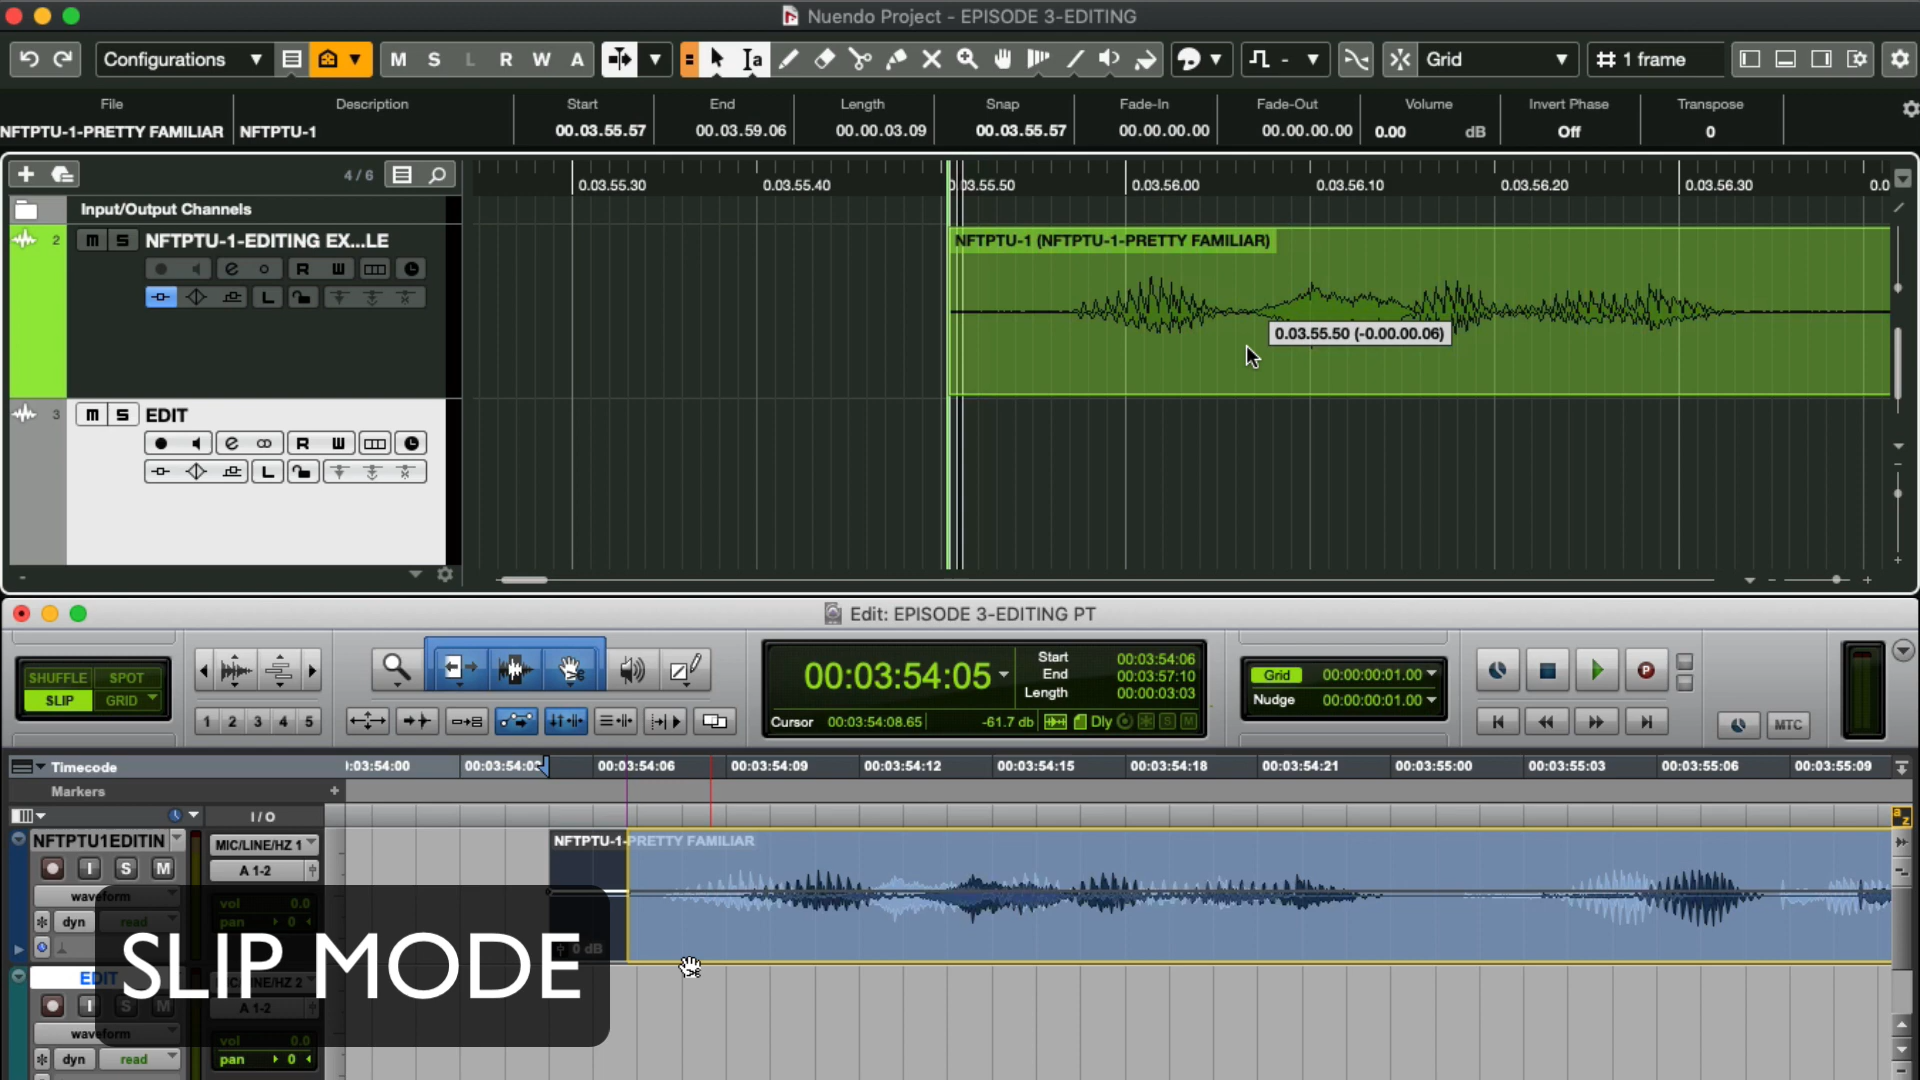 Nuendo Project - EPISODE 3-EDITING
Configurations M S L R W A Grid 1 frame
File Description Start End Length Snap Fade-In Fade-Out Volume Invert Phase Transpose
NFTPTU-1-PRETTY FAMILIAR NFTPTU-1 00.03.55.57 00.03.59.06 00.00.03.09 00.03.55.57 00.00.00.00 00.00.00.00 0.00 dB Off 0
4 / 6
0.03.55.30 0.03.55.40 0.03.55.50 0.03.56.00 0.03.56.10 0.03.56.20 0.03.56.30 0.0
Input/Output Channels
2 m S NFTPTU-1-EDITING EX...LE
NFTPTU-1 (NFTPTU-1-PRETTY FAMILIAR)
R W
L
0.03.55.50 (-0.00.00.06)
3 m S EDIT
R W
L
Edit: EPISODE 3-EDITING PT
SHUFFLE SPOT
SLIP GRID
1 2 3 4 5
00:03:54:05
Start 00:03:54:06
End 00:03:57:10
Length 00:00:03:03
Cursor 00:03:54:08.65 -61.7 db Dly S M
Grid 00:00:00:01.00
Nudge 00:00:00:01.00
P
MTC
Timecode
Markers
00:03:54:06 00:03:54:09 00:03:54:12 00:03:54:15 00:03:54:18 00:03:54:21 00:03:55:00 00:03:55:03 00:03:55:06 00:03:55:09
I / O
a z
NFTPTU1EDITIN MIC/LINE/HZ 1
NFTPTU-1-PRETTY FAMILIAR
I S M A 1-2
waveform vol 0.0
dyn read pan 0
0 dB
SLIP MODE
EDIT MIC/LINE/HZ 2
I S M A 1-2
waveform vol 0.0
dyn read pan 0